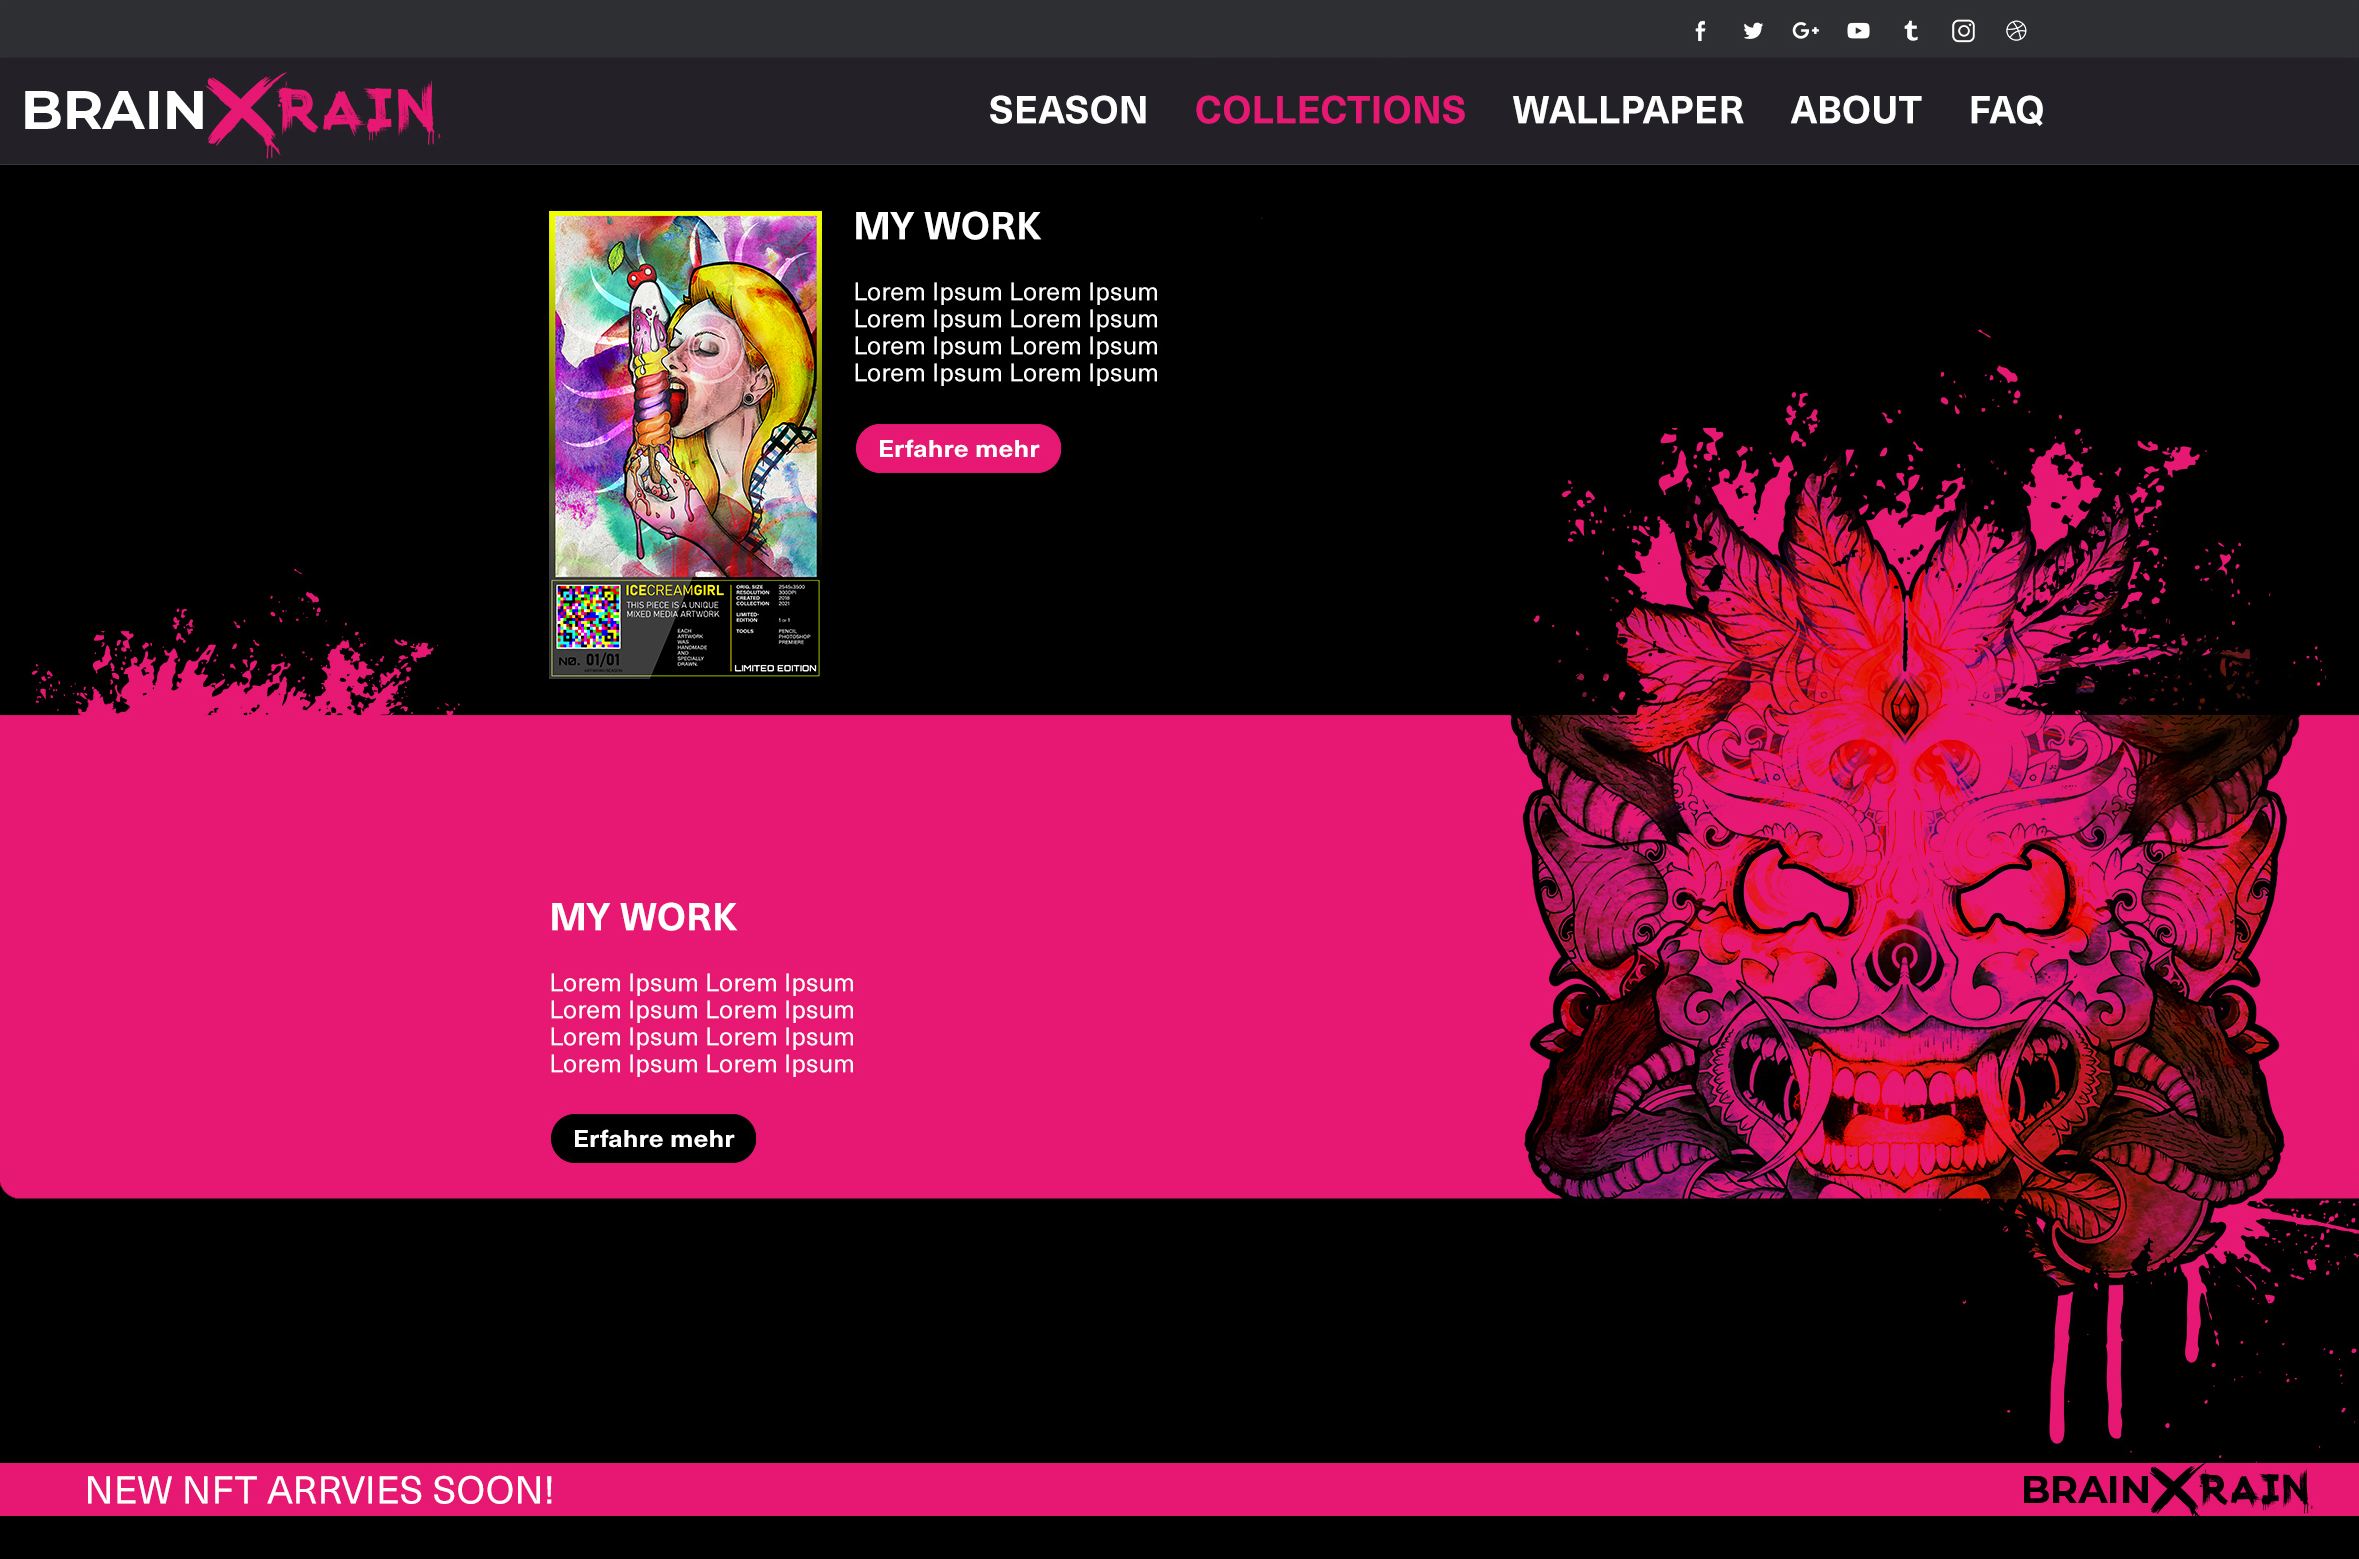 BRAINXRAIN
SEASON COLLECTIONS WALLPAPER ABOUT FAQ
MY WORK
Lorem Ipsum Lorem Ipsum
Lorem Ipsum Lorem Ipsum
Lorem Ipsum Lorem Ipsum
Lorem Ipsum Lorem Ipsum
Erfahre mehr
ICECREAMGIRL
THIS PIECE IS A UNIQUE
MIXED MEDIA ARTWORK
EACH
ARTWORK
WAS
HANDMADE
AND
SPECIALLY
DRAWN.
NØ. 01/01
ORIG. SIZE 2545x3500
RESOLUTION 300DPI
CREATED 2018
COLLECTION 2021
LIMITED-
EDITION 1 of 1
TOOLS PENCIL
PHOTOSHOP
PREMIERE
LIMITED EDITION
MY WORK
Lorem Ipsum Lorem Ipsum
Lorem Ipsum Lorem Ipsum
Lorem Ipsum Lorem Ipsum
Lorem Ipsum Lorem Ipsum
Erfahre mehr
NEW NFT ARRVIES SOON!
BRAINXRAIN